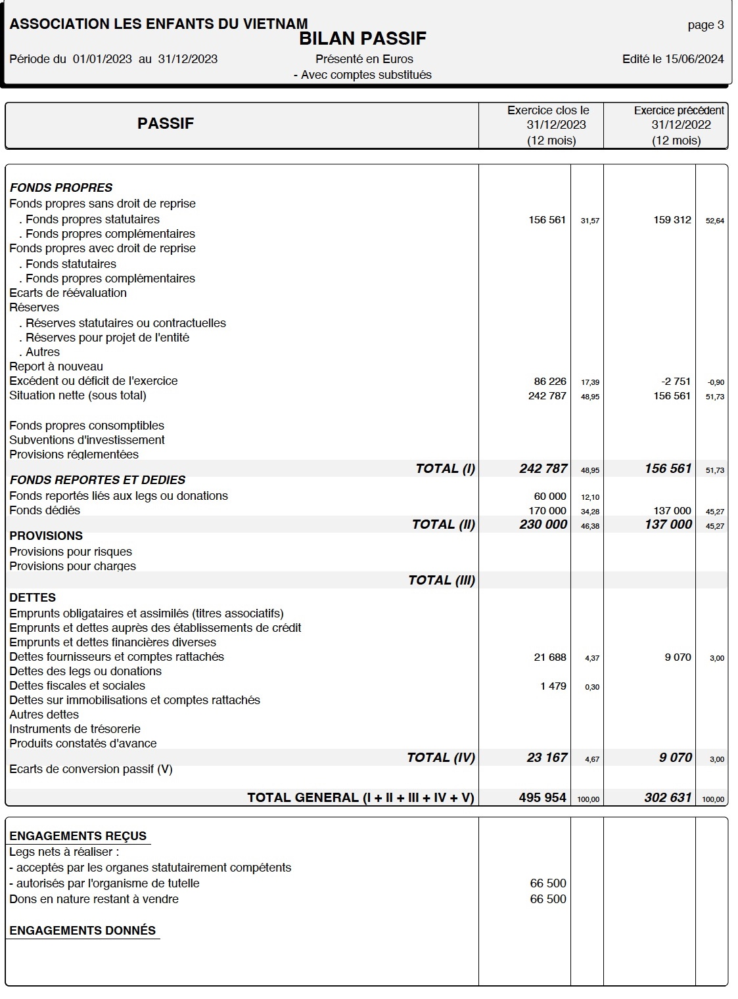 ASSOCIATION LES ENFANTS DU VIETNAM
page 3
BILAN PASSIF
Période du 01/01/2023 au 31/12/2023
Présenté en Euros
Edité le 15/06/2024
- Avec comptes substitués
PASSIF
Exercice clos le
31/12/2023
(12 mois)
Exercice précédent
31/12/2022
(12 mois)
FONDS PROPRES
Fonds propres sans droit de reprise
. Fonds propres statutaires 156 561 31,57 159 312 52,64
. Fonds propres complémentaires
Fonds propres avec droit de reprise
. Fonds statutaires
. Fonds propres complémentaires
Ecarts de réévaluation
Réserves
. Réserves statutaires ou contractuelles
. Réserves pour projet de l'entité
. Autres
Report à nouveau
Excédent ou déficit de l'exercice 86 226 17,39 -2 751 -0,90
Situation nette (sous total) 242 787 48,95 156 561 51,73
Fonds propres consomptibles
Subventions d'investissement
Provisions réglementées
TOTAL (I) 242 787 48,95 156 561 51,73
FONDS REPORTES ET DEDIES
Fonds reportés liés aux legs ou donations 60 000 12,10
Fonds dédiés 170 000 34,28 137 000 45,27
TOTAL (II) 230 000 46,38 137 000 45,27
PROVISIONS
Provisions pour risques
Provisions pour charges
TOTAL (III)
DETTES
Emprunts obligataires et assimilés (titres associatifs)
Emprunts et dettes auprès des établissements de crédit
Emprunts et dettes financières diverses
Dettes fournisseurs et comptes rattachés 21 688 4,37 9 070 3,00
Dettes des legs ou donations
Dettes fiscales et sociales 1 479 0,30
Dettes sur immobilisations et comptes rattachés
Autres dettes
Instruments de trésorerie
Produits constatés d'avance
TOTAL (IV) 23 167 4,67 9 070 3,00
Ecarts de conversion passif (V)
TOTAL GENERAL (I + II + III + IV + V) 495 954 100,00 302 631 100,00
ENGAGEMENTS REÇUS
Legs nets à réaliser :
- acceptés par les organes statutairement compétents
- autorisés par l'organisme de tutelle 66 500
Dons en nature restant à vendre 66 500
ENGAGEMENTS DONNÉS